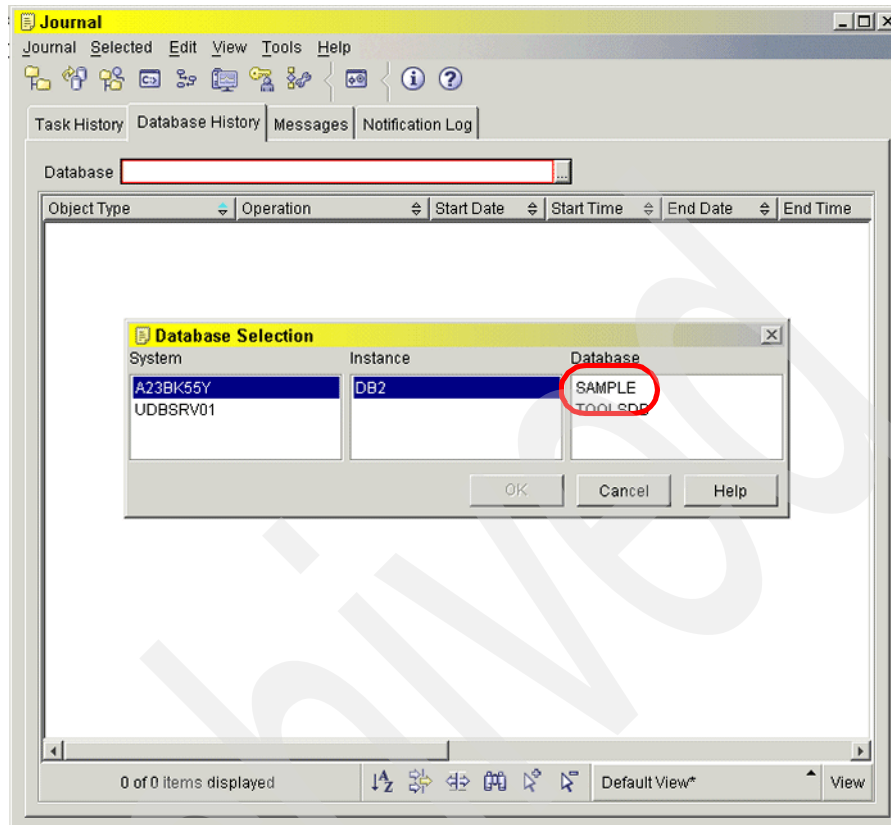 Journal
Journal Selected Edit View Tools Help
Task History Database History Messages Notification Log
Database ...
Object Type Operation Start Date Start Time End Date End Time
Database Selection
System Instance Database
A23BK55Y DB2 SAMPLE
UDBSRV01 TOOLSDB
OK Cancel Help
0 of 0 items displayed Default View* View
hived